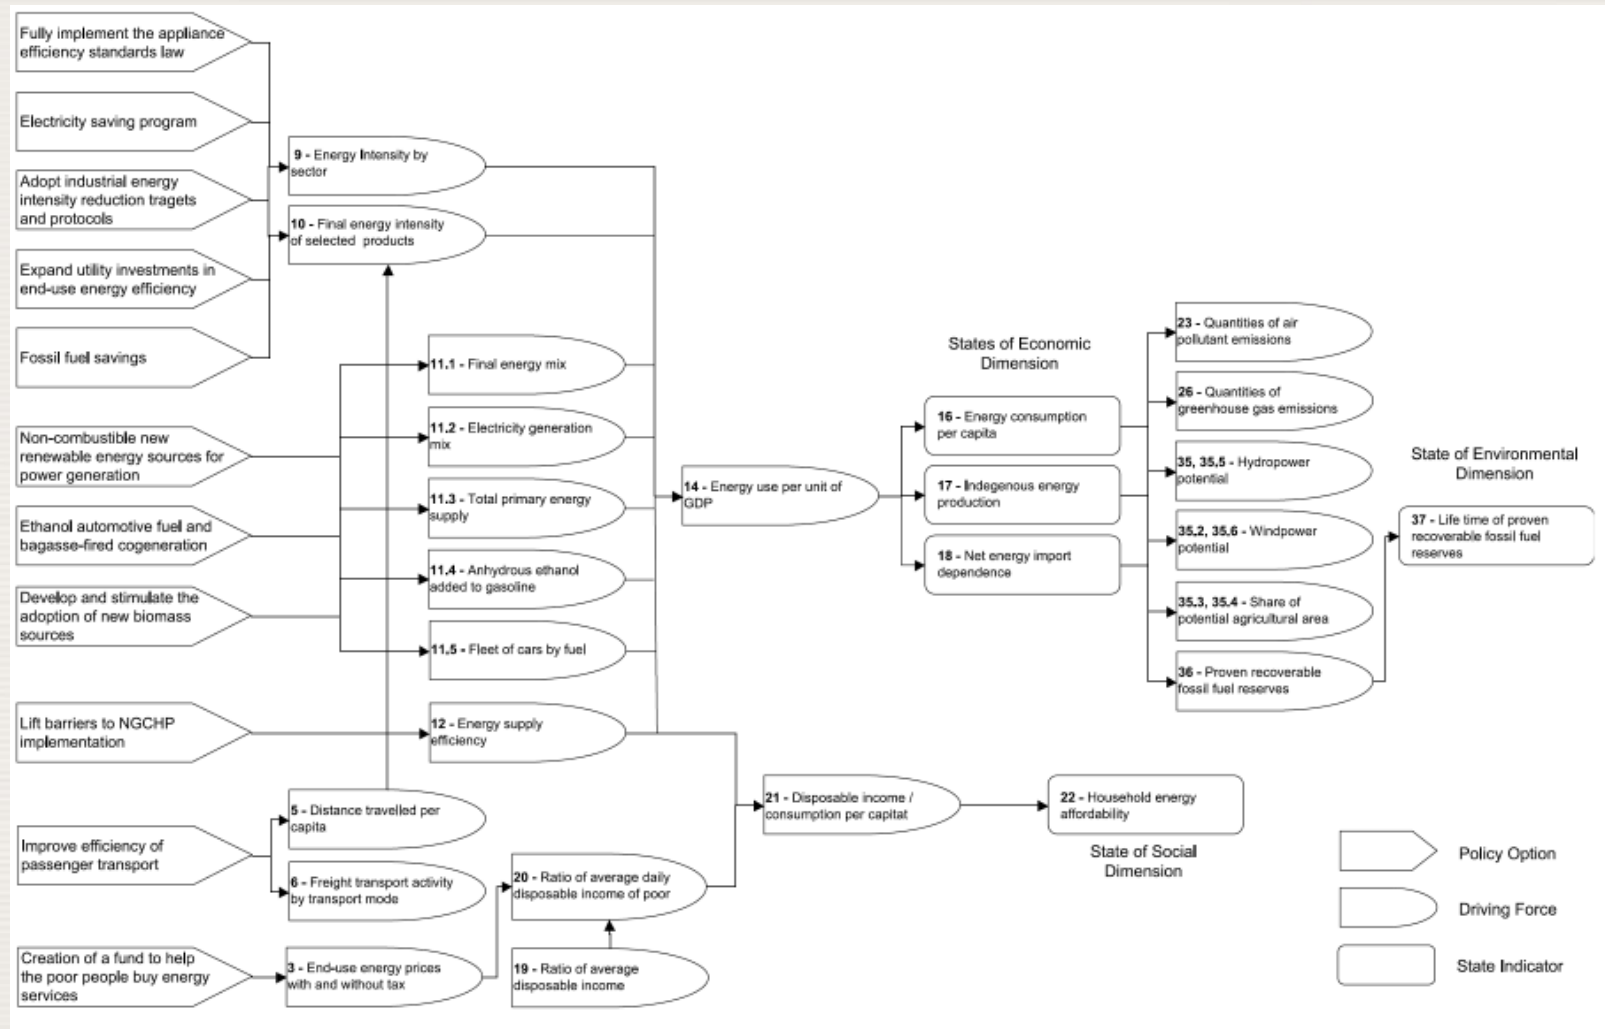 Fully implement the appliance
efficiency standards law
Electricity saving program
Adopt industrial energy
intensity reduction tragets
and protocols
Expand utility investments in
end-use energy efficiency
Fossil fuel savings
Non-combustible new
renewable energy sources for
power generation
Ethanol automotive fuel and
bagasse-fired cogeneration
Develop and stimulate the
adoption of new biomass
sources
Lift barriers to NGCHP
implementation
Improve efficiency of
passenger transport
Creation of a fund to help
the poor people buy energy
services
9 - Energy Intensity by
sector
10 - Final energy intensity
of selected products
11.1 - Final energy mix
11.2 - Electricity generation
mix
11.3 - Total primary energy
supply
11.4 - Anhydrous ethanol
added to gasoline
11.5 - Fleet of cars by fuel
12 - Energy supply
efficiency
5 - Distance travelled per
capita
6 - Freight transport activity
by transport mode
3 - End-use energy prices
with and without tax
20 - Ratio of average daily
disposable income of poor
19 - Ratio of average
disposable income
14 - Energy use per unit of
GDP
21 - Disposable income /
consumption per capitat
States of Economic
Dimension
16 - Energy consumption
per capita
17 - Indegenous energy
production
18 - Net energy import
dependence
22 - Household energy
affordability
State of Social
Dimension
23 - Quantities of air
pollutant emissions
26 - Quantities of
greenhouse gas emissions
35, 35.5 - Hydropower
potential
35.2, 35.6 - Windpower
potential
35.3, 35.4 - Share of
potential agricultural area
36 - Proven recoverable
fossil fuel reserves
State of Environmental
Dimension
37 - Life time of proven
recoverable fossil fuel
reserves
Policy Option
Driving Force
State Indicator